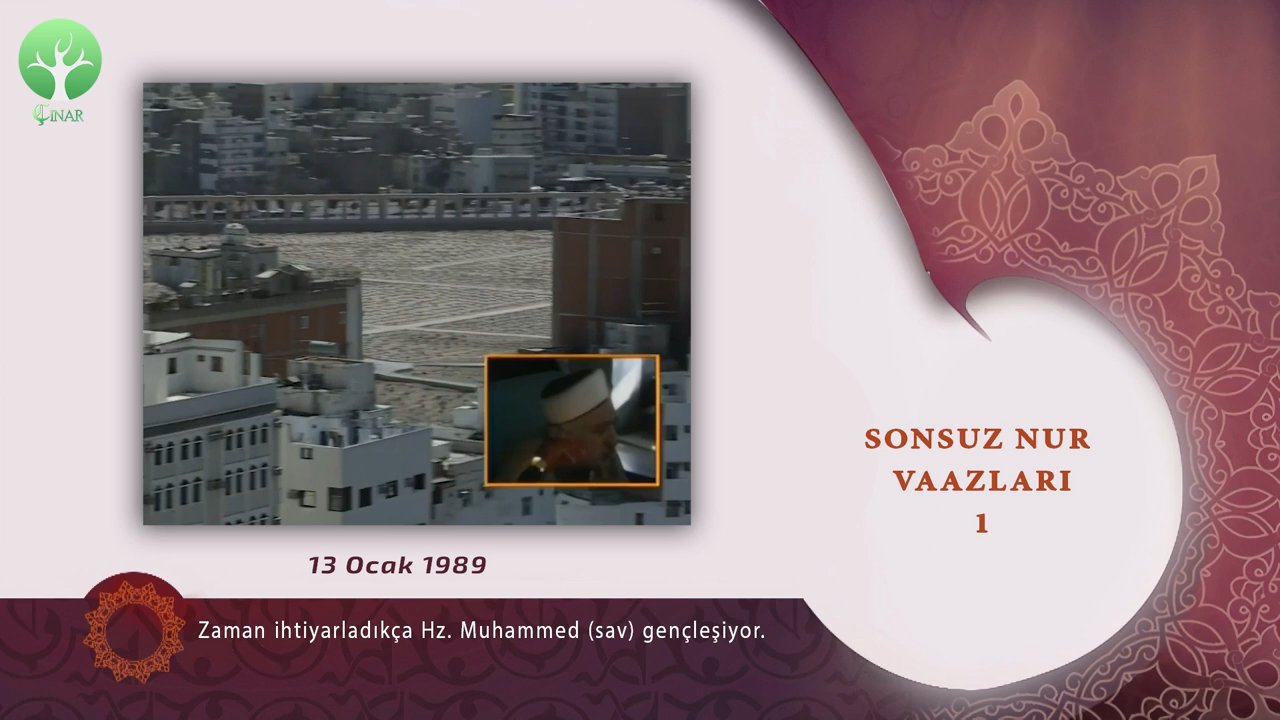 ÇINAR
13 Ocak 1989
Zaman ihtiyarladıkça Hz. Muhammed (sav) gençleşiyor.
SONSUZ NUR
VAAZLARI
1